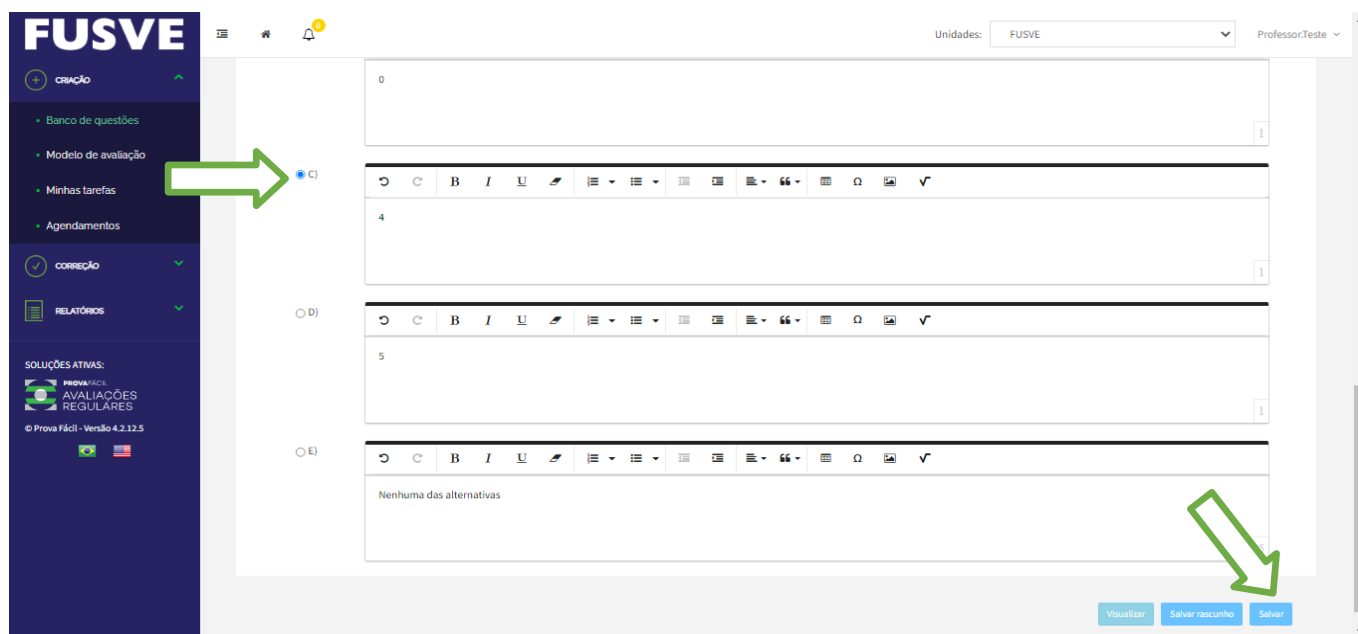 FUSVE
0
Unidades:
FUSVE
Professor.Teste
CRIAÇÃO
Banco de questões
Modelo de avaliação
Minhas tarefas
Agendamentos
CORREÇÃO
RELATÓRIOS
SOLUÇÕES ATIVAS:
PROVAFÁCIL
AVALIAÇÕES
REGULARES
© Prova Fácil - Versão 4.2.12.5
0
1
C)
B I U Ω
4
1
D)
B I U Ω
5
1
E)
B I U Ω
Nenhuma das alternativas
Visualizar
Salvar rascunho
Salvar